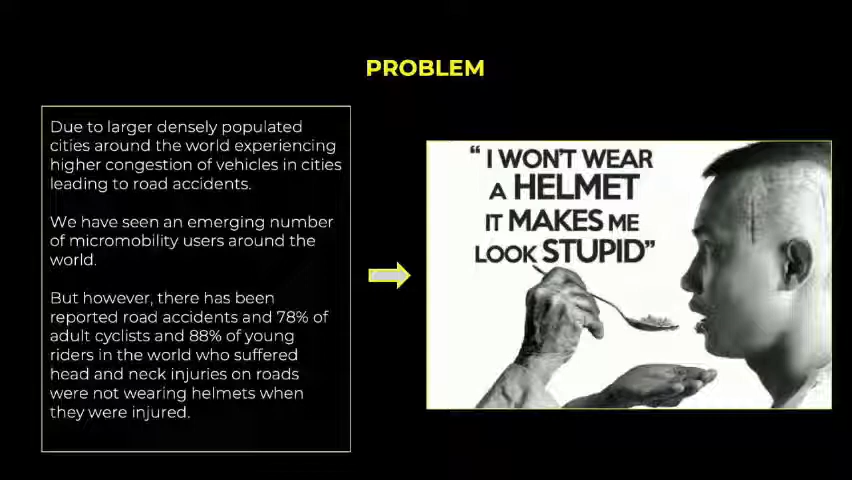 PROBLEM
Due to larger densely populated
cities around the world experiencing
higher congestion of vehicles in cities
leading to road accidents.
We have seen an emerging number
of micromobility users around the
world.
But however, there has been
reported road accidents and 78% of
adult cyclists and 88% of young
riders in the world who suffered
head and neck injuries on roads
were not wearing helmets when
they were injured.
“ I WON'T WEAR
A HELMET
IT MAKES ME
LOOK STUPID”